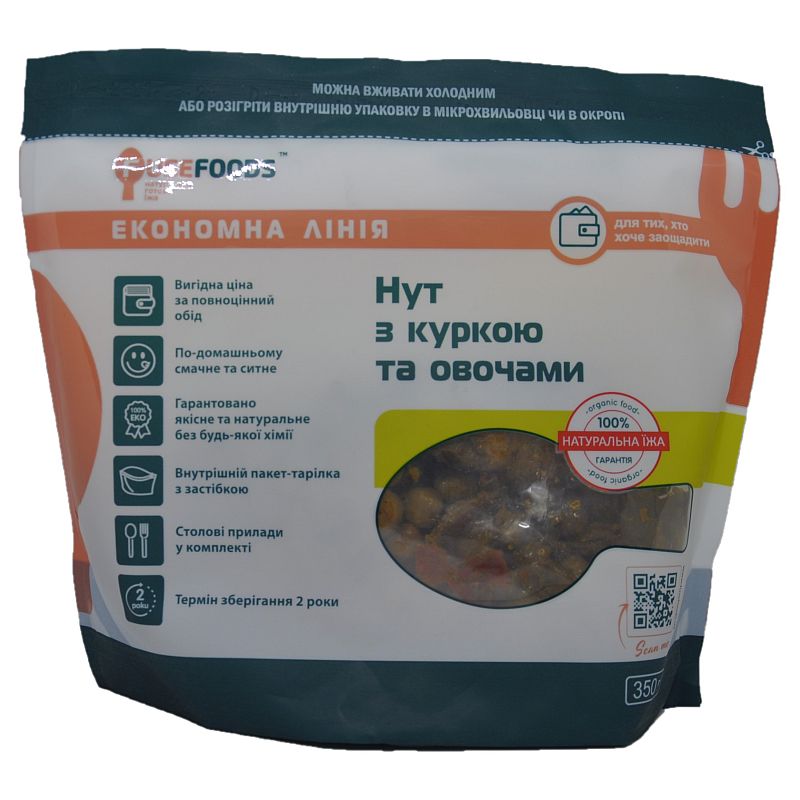 МОЖНА ВЖИВАТИ ХОЛОДНИМ
АБО РОЗІГРІТИ ВНУТРІШНЮ УПАКОВКУ В МІКРОХВИЛЬОВЦІ ЧИ В ОКРОПІ
FOODS™
їжа
ЕКОНОМНА ЛІНІЯ
для тих, хто
хоче заощадити
Вигідна ціна
за повноцінний
обід
По-домашньому
смачне та ситне
100%
ЕКО
Гарантовано
якісне та натуральне
без будь-якої хімії
Внутрішній пакет-тарілка
з застібкою
Столові прилади
у комплекті
2
роки
Термін зберігання 2 роки
Нут
з куркою
та овочами
-organic food-
100%
НАТУРАЛЬНА ЇЖА
ГАРАНТІЯ
-organic food-
Scan me
350